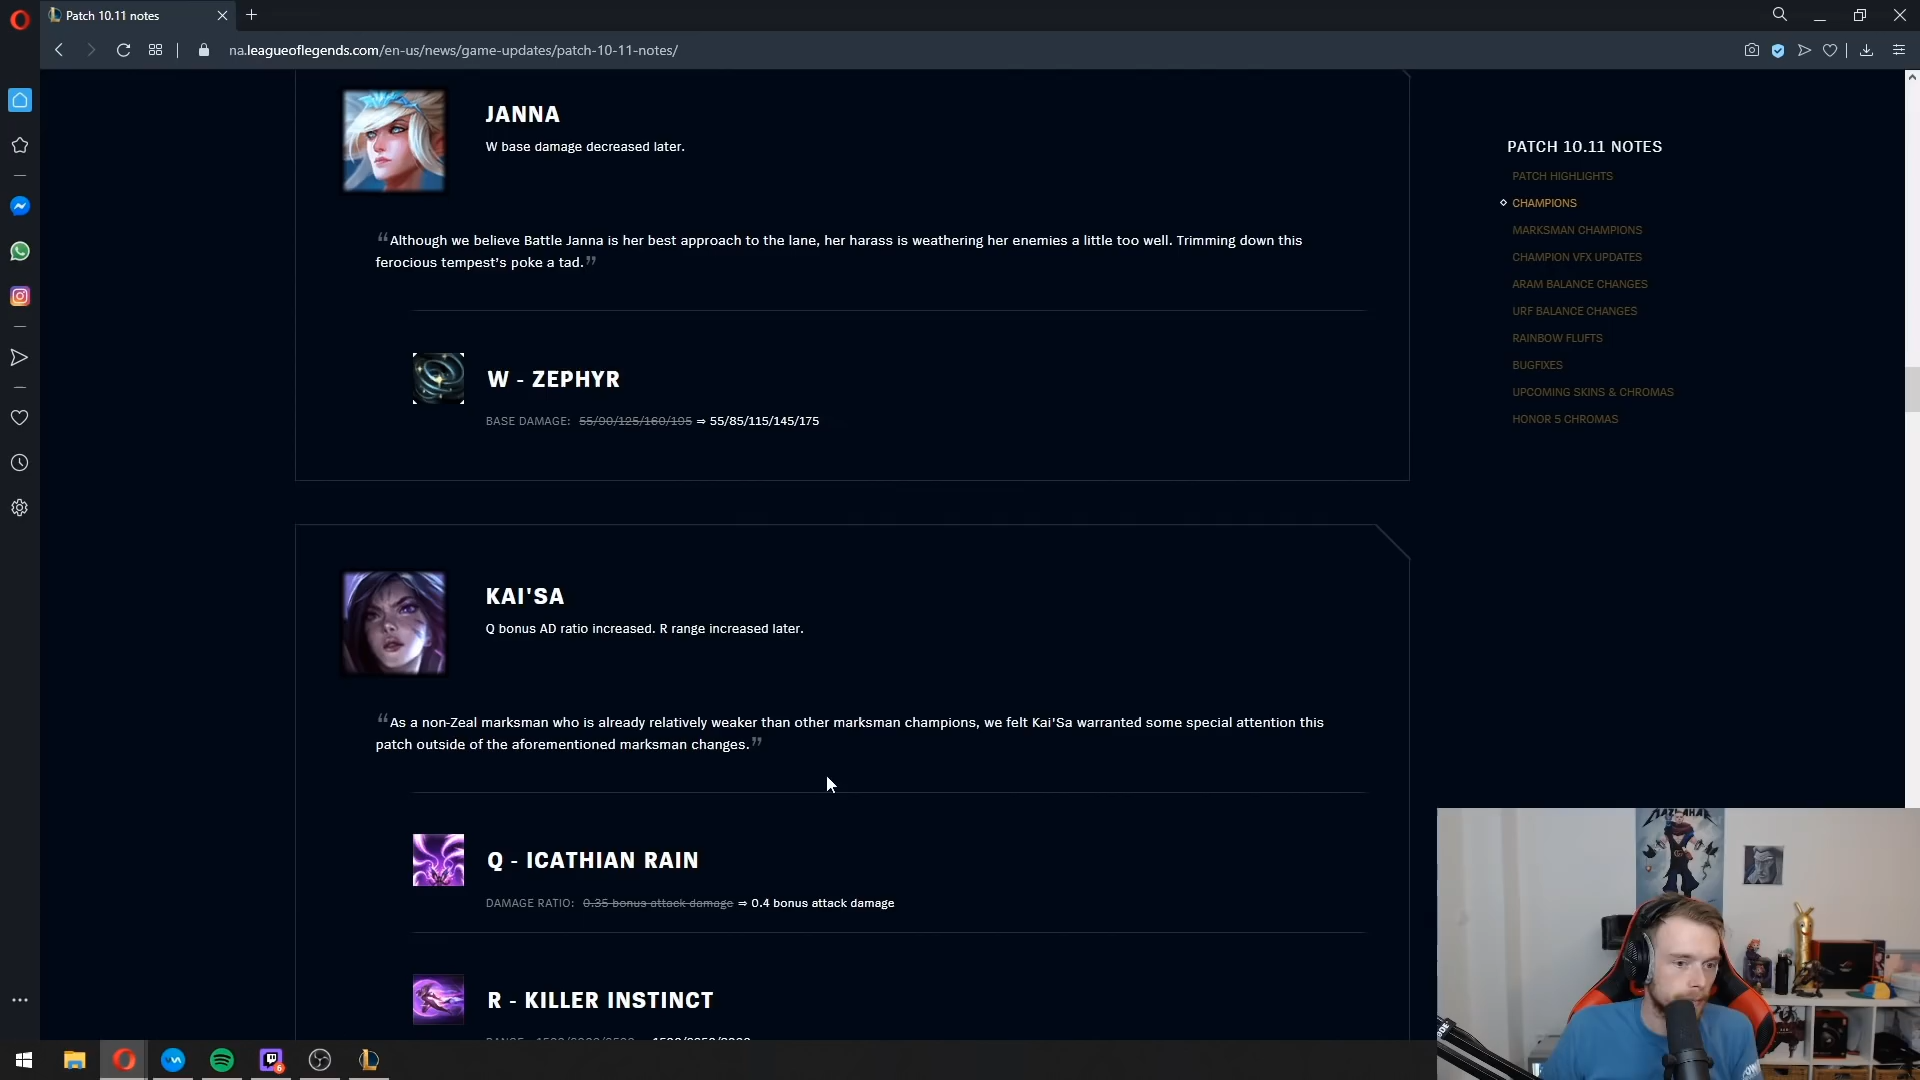 Patch 10.11 notes
na.leagueoflegends.com/en-us/news/game-updates/patch-10-11-notes/
JANNA
W base damage decreased later.
“Although we believe Battle Janna is her best approach to the lane, her harass is weathering her enemies a little too well. Trimming down this
ferocious tempest's poke a tad.”
W - ZEPHYR
BASE DAMAGE: 55/90/125/160/195 ⇒ 55/85/115/145/175
KAI'SA
Q bonus AD ratio increased. R range increased later.
“As a non-Zeal marksman who is already relatively weaker than other marksman champions, we felt Kai'Sa warranted some special attention this
patch outside of the aforementioned marksman changes.”
Q - ICATHIAN RAIN
DAMAGE RATIO: 0.35 bonus attack damage ⇒ 0.4 bonus attack damage
R - KILLER INSTINCT
PATCH 10.11 NOTES
PATCH HIGHLIGHTS
CHAMPIONS
MARKSMAN CHAMPIONS
CHAMPION VFX UPDATES
ARAM BALANCE CHANGES
URF BALANCE CHANGES
RAINBOW FLUFTS
BUGFIXES
UPCOMING SKINS & CHROMAS
HONOR 5 CHROMAS
6